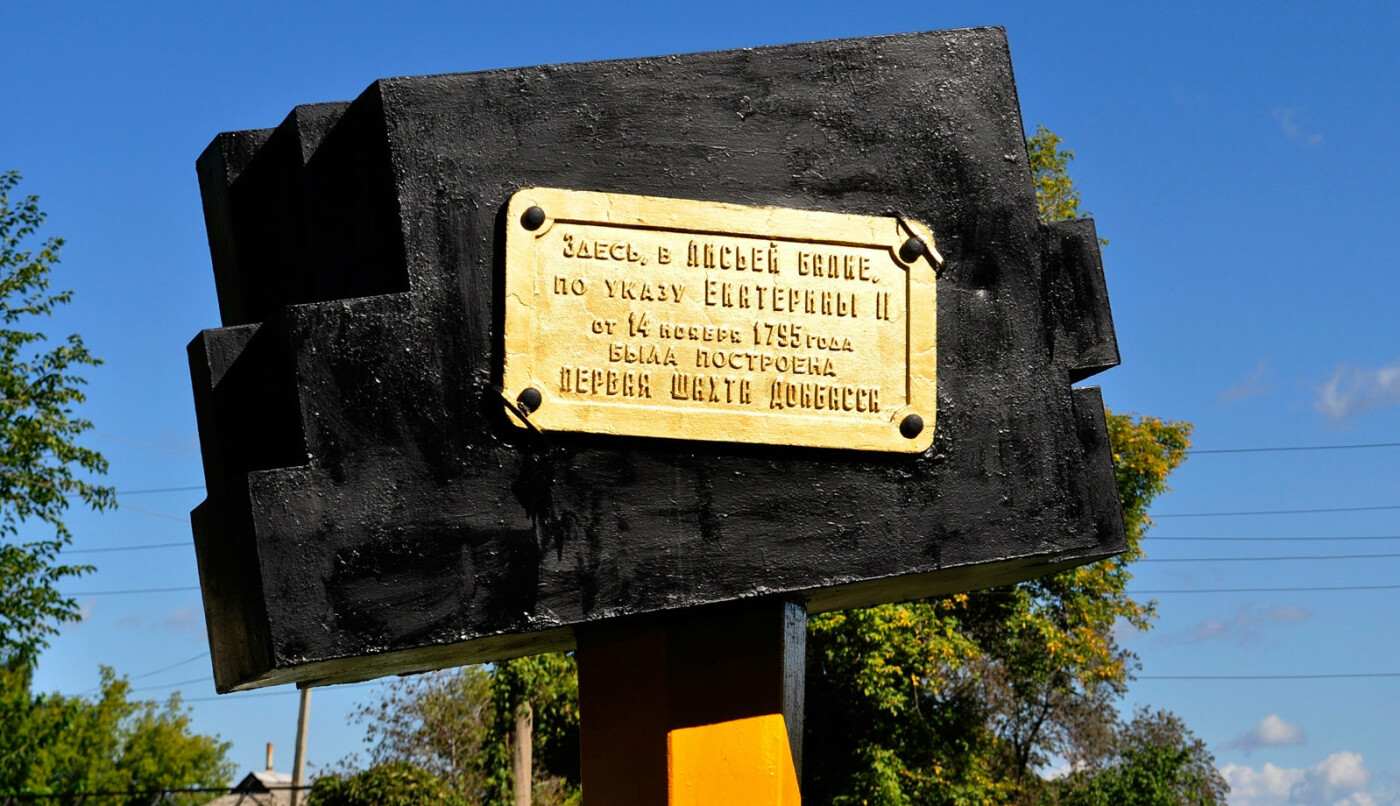 Здесь, в Лисьей балке,
по указу Екатерины II
от 14 ноября 1795 года
была построена
первая шахта Донбасса